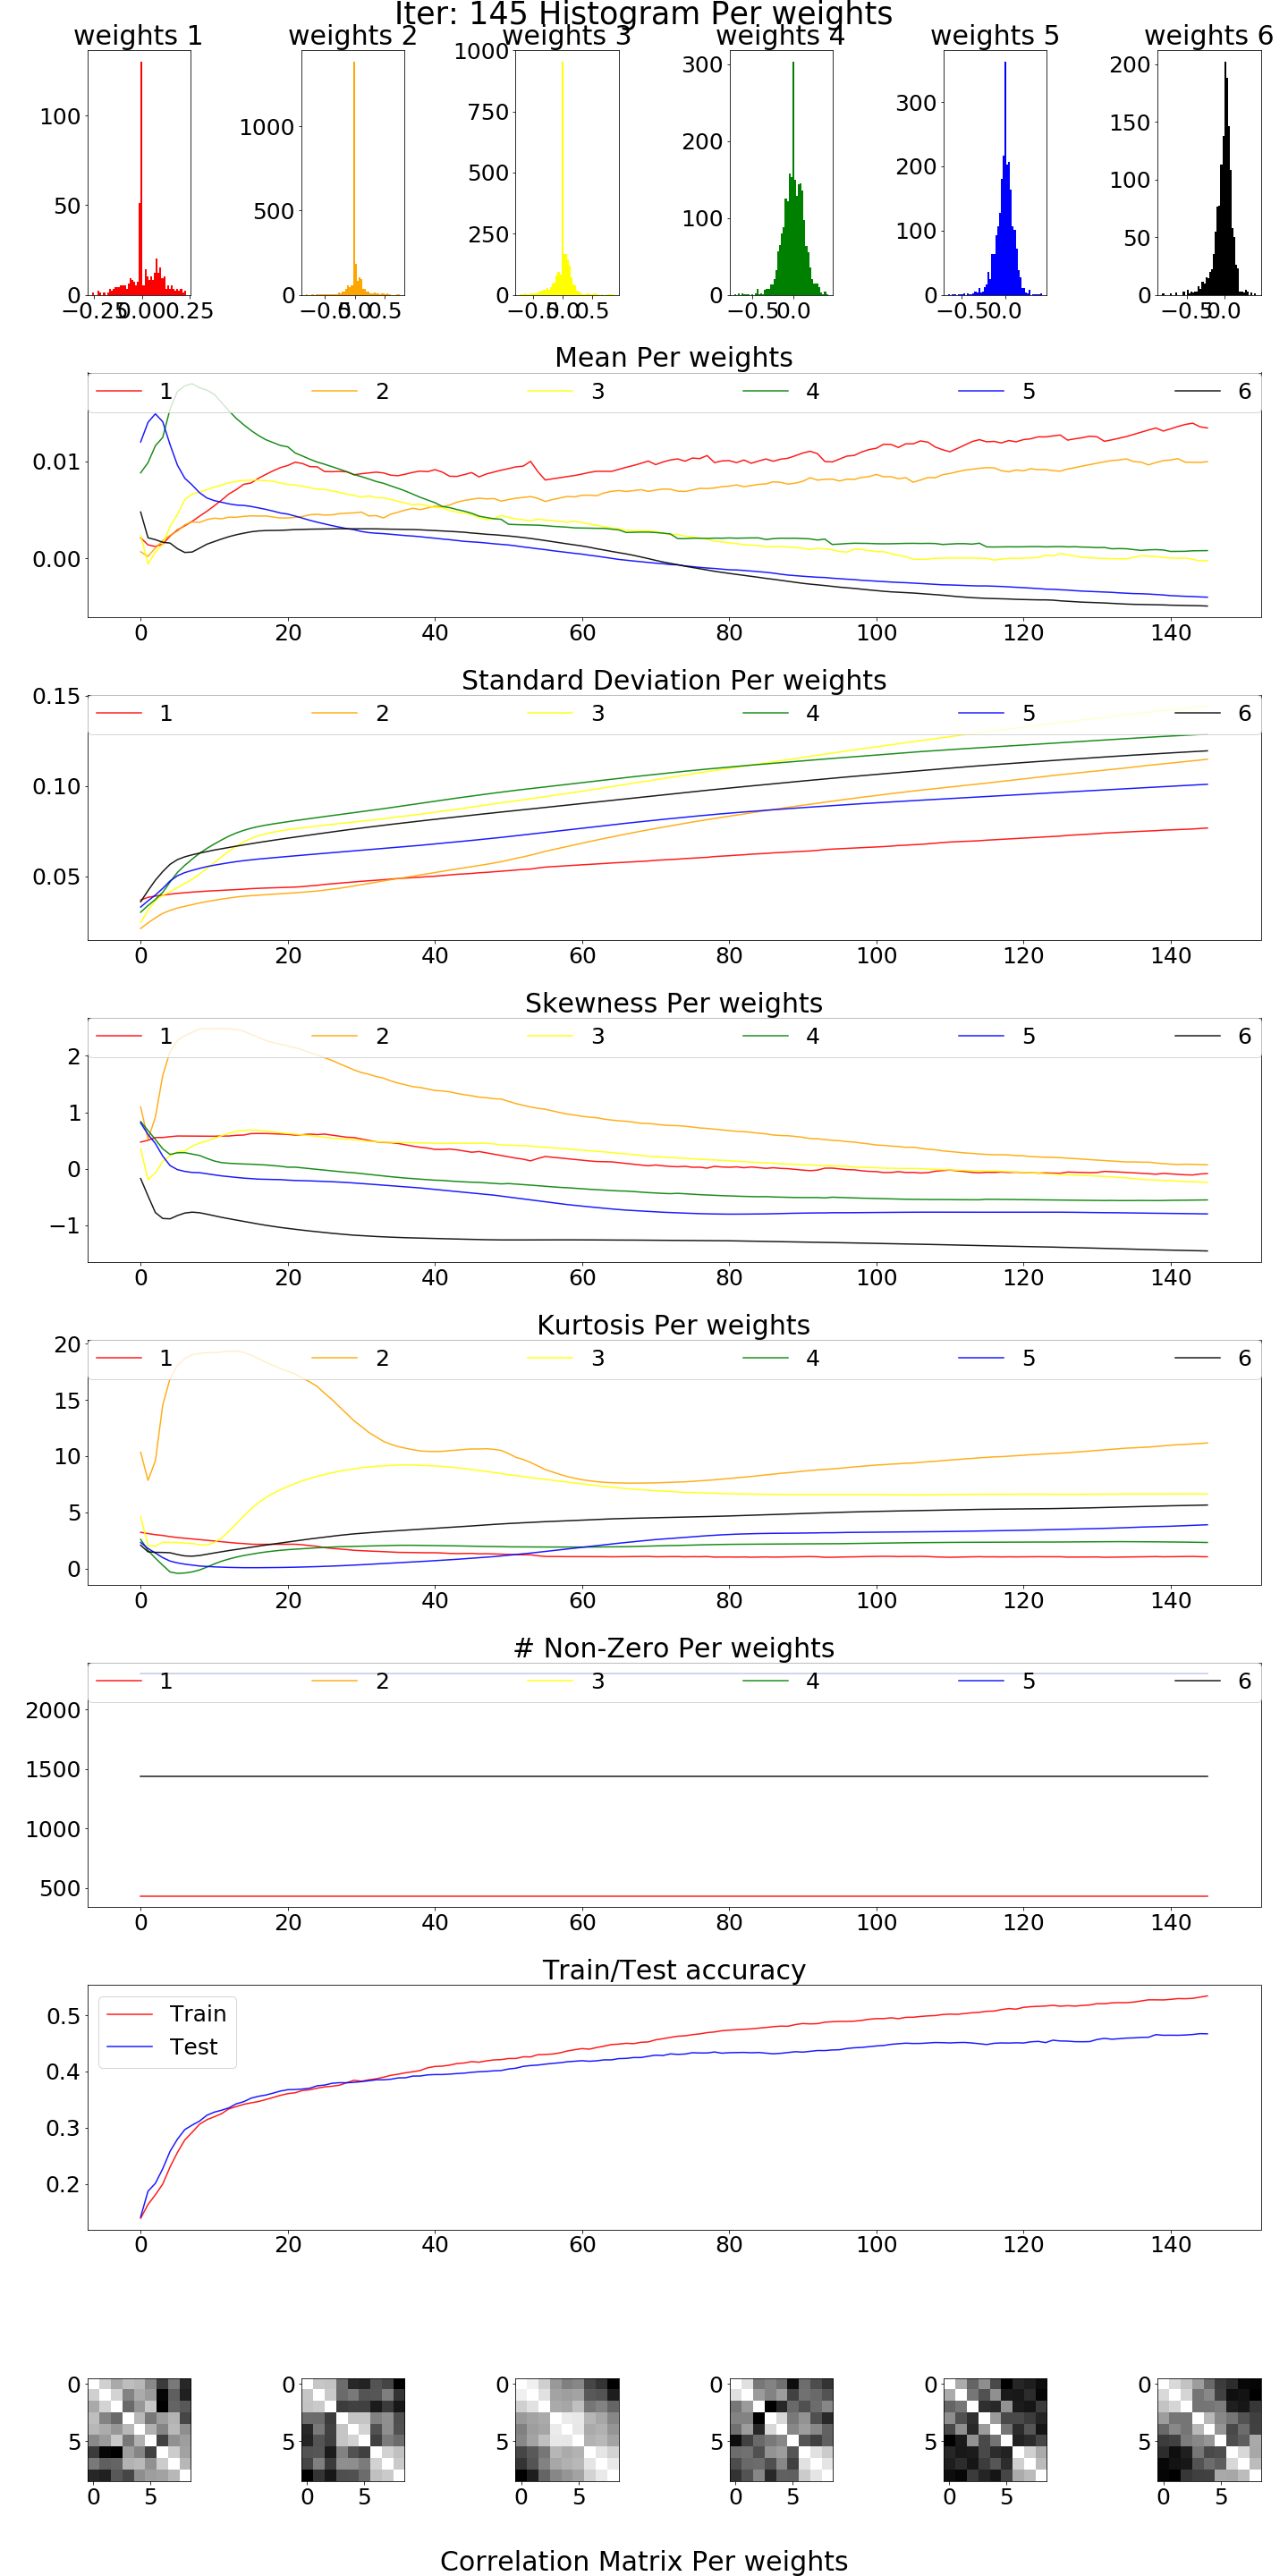 Iter: 145 Histogram Per weights
weights 1 weights 2 weights 3 weights 4 weights 5 weights 6
100
50
0
−0.25 0.00 0.25
1000
500
0
−0.5 0.0 0.5
1000
750
500
250
0
−0.5 0.0 0.5
300
200
100
0
−0.5 0.0
300
200
100
0
−0.5 0.0
200
150
100
50
0
−0.5 0.0
Mean Per weights
1 2 3 4 5 6
0.01
0.00
0 20 40 60 80 100 120 140
Standard Deviation Per weights
0.15
1 2 3 4 5 6
0.10
0.05
0 20 40 60 80 100 120 140
Skewness Per weights
1 2 3 4 5 6
2
1
0
−1
0 20 40 60 80 100 120 140
Kurtosis Per weights
20
1 2 3 4 5 6
15
10
5
0
0 20 40 60 80 100 120 140
# Non-Zero Per weights
1 2 3 4 5 6
2000
1500
1000
500
0 20 40 60 80 100 120 140
Train/Test accuracy
0.5
Train
Test
0.4
0.3
0.2
0 20 40 60 80 100 120 140
0 0 0 0 0 0
5 5 5 5 5 5
0 5 0 5 0 5 0 5 0 5 0 5
Correlation Matrix Per weights